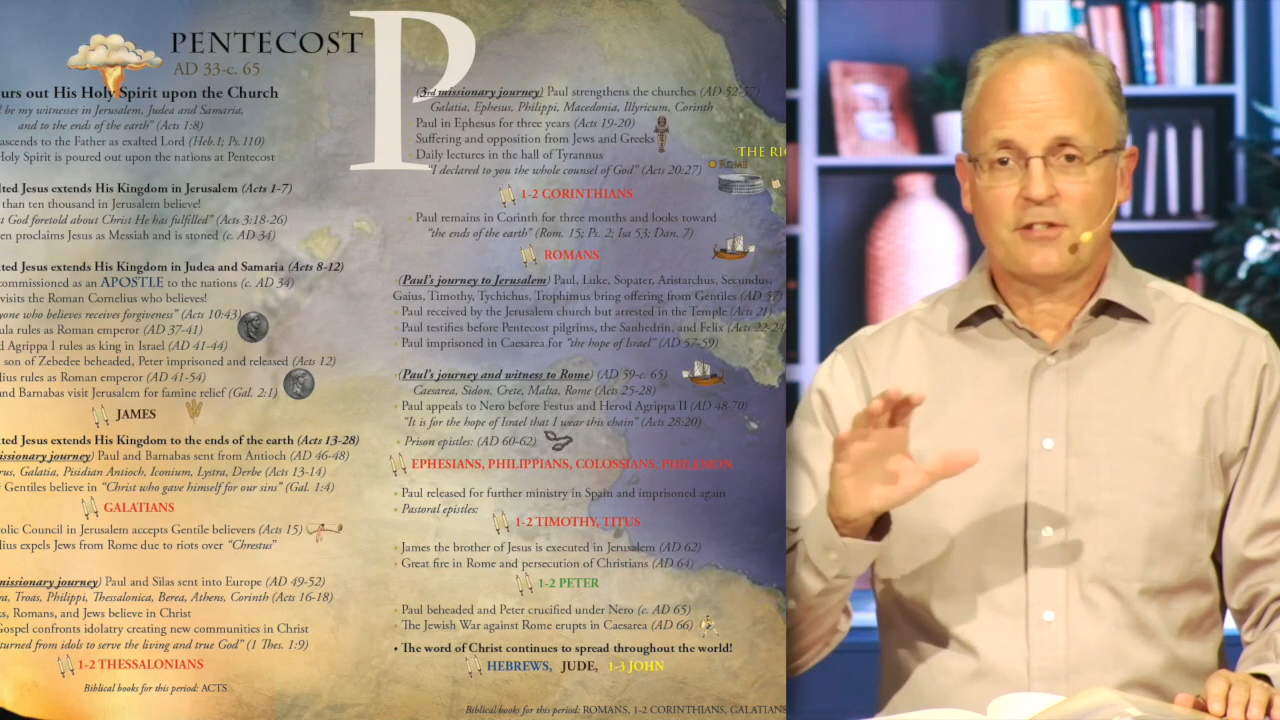 PENTECOST
AD 33-c. 65
P
urs out His Holy Spirit upon the Church
be my witnesses in Jerusalem, Judea and Samaria,
and to the ends of the earth" (Acts 1:8)
ascends to the Father as exalted Lord (Heb.1; Ps.110)
Holy Spirit is poured out upon the nations at Pentecost
ted Jesus extends His Kingdom in Jerusalem (Acts 1-7)
than ten thousand in Jerusalem believe!
God foretold about Christ He has fulfilled" (Acts 3:18-26)
en proclaims Jesus as Messiah and is stoned (c. AD 34)
ted Jesus extends His Kingdom in Judea and Samaria (Acts 8-12)
commissioned as an APOSTLE to the nations (c. AD 34)
visits the Roman Cornelius who believes!
yone who believes receives forgiveness" (Acts 10:43)
ula rules as Roman emperor (AD 37-41)
d Agrippa I rules as king in Israel (AD 41-44)
son of Zebedee beheaded, Peter imprisoned and released (Acts 12)
lius rules as Roman emperor (AD 41-54)
and Barnabas visit Jerusalem for famine relief (Gal. 2:1)
JAMES
ted Jesus extends His Kingdom to the ends of the earth (Acts 13-28)
issionary journey) Paul and Barnabas sent from Antioch (AD 46-48)
rus, Galatia, Pisidian Antioch, Iconium, Lystra, Derbe (Acts 13-14)
Gentiles believe in "Christ who gave himself for our sins" (Gal. 1:4)
GALATIANS
olic Council in Jerusalem accepts Gentile believers (Acts 15)
lius expels Jews from Rome due to riots over "Chrestus"
missionary journey) Paul and Silas sent into Europe (AD 49-52)
ra, Troas, Philippi, Thessalonica, Berea, Athens, Corinth (Acts 16-18)
ks, Romans, and Jews believe in Christ
Gospel confronts idolatry creating new communities in Christ
turned from idols to serve the living and true God" (1 Thes. 1:9)
1-2 THESSALONIANS
Biblical books for this period: ACTS
(3rd missionary journey) Paul strengthens the churches (AD 52-57)
Galatia, Ephesus, Philippi, Macedonia, Illyricum, Corinth
Paul in Ephesus for three years (Acts 19-20)
Suffering and opposition from Jews and Greeks
Daily lectures in the hall of Tyrannus
"I declared to you the whole counsel of God" (Acts 20:27)
"THE RI
ROME
1-2 CORINTHIANS
Paul remains in Corinth for three months and looks toward
"the ends of the earth" (Rom. 15; Ps. 2; Isa 53; Dan. 7)
ROMANS
(Paul's journey to Jerusalem) Paul, Luke, Sopater, Aristarchus, Secundus,
Gaius, Timothy, Tychichus, Trophimus bring offering from Gentiles (AD 57)
Paul received by the Jerusalem church but arrested in the Temple (Acts 21)
Paul testifies before Pentecost pilgrims, the Sanhedrin, and Felix (Acts 22-24)
Paul imprisoned in Caesarea for "the hope of Israel" (AD 57-59)
(Paul's journey and witness to Rome) (AD 59-c. 65)
Caesarea, Sidon, Crete, Malta, Rome (Acts 25-28)
Paul appeals to Nero before Festus and Herod Agrippa II (AD 48-70)
"It is for the hope of Israel that I wear this chain" (Acts 28:20)
Prison epistles: (AD 60-62)
EPHESIANS, PHILIPPIANS, COLOSSIANS, PHILEMON
Paul released for further ministry in Spain and imprisoned again
Pastoral epistles:
1-2 TIMOTHY, TITUS
James the brother of Jesus is executed in Jerusalem (AD 62)
Great fire in Rome and persecution of Christians (AD 64)
1-2 PETER
Paul beheaded and Peter crucified under Nero (c. AD 65)
The Jewish War against Rome erupts in Caesarea (AD 66)
• The word of Christ continues to spread throughout the world!
HEBREWS, JUDE, 1-3 JOHN
Biblical books for this period: ROMANS, 1-2 CORINTHIANS, GALATIANS